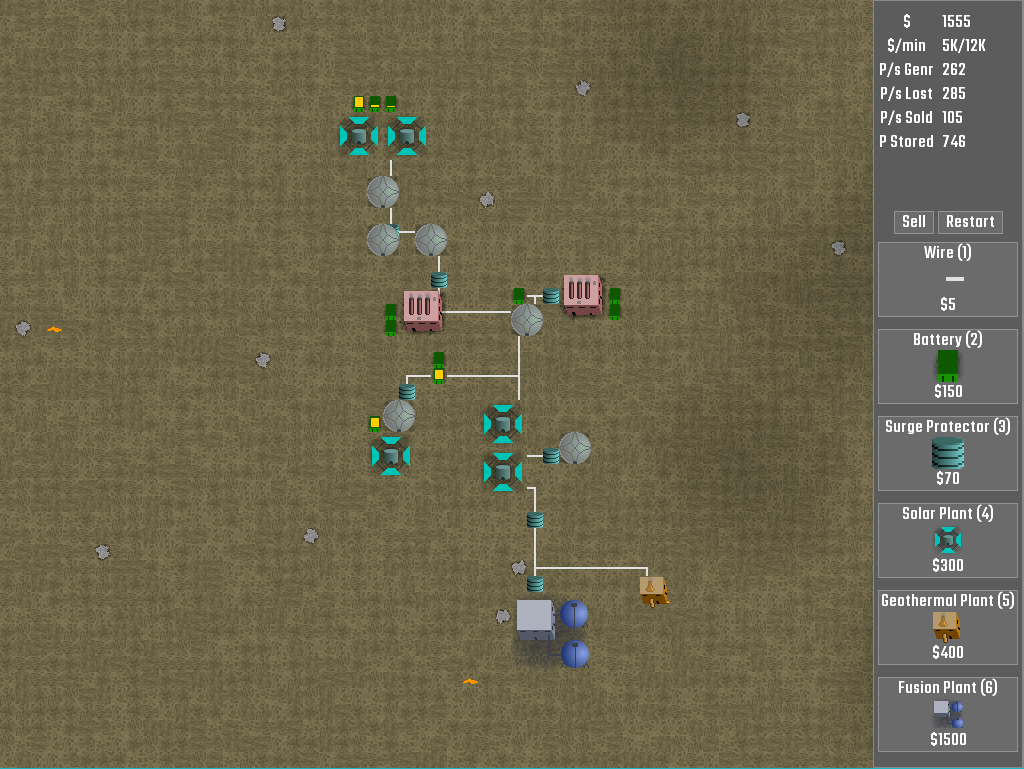 $ 1555
$/min 5K/12K
P/s Genr 262
P/s Lost 285
P/s Sold 105
P Stored 746
Sell Restart
Wire (1)
$5
Battery (2)
$150
Surge Protector (3)
$70
Solar Plant (4)
$300
Geothermal Plant (5)
$400
Fusion Plant (6)
$1500